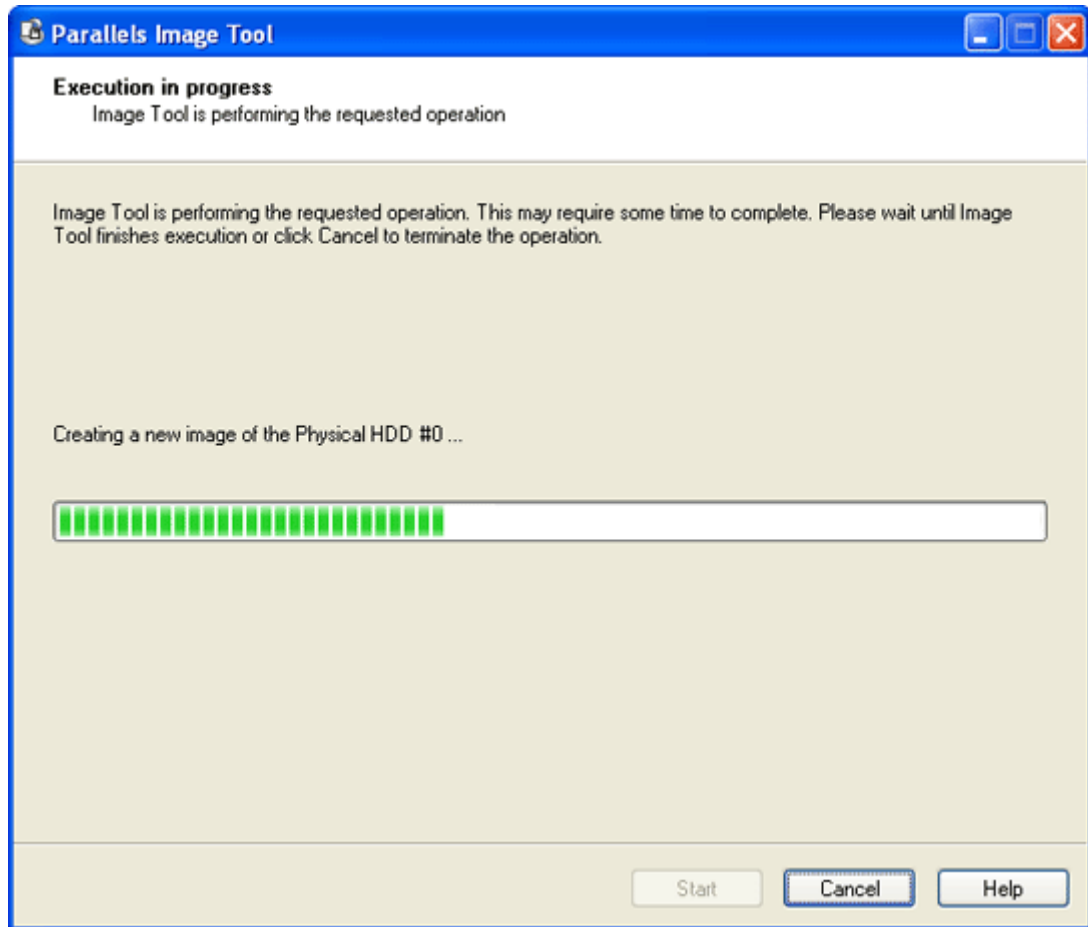 Parallels Image Tool
Execution in progress
Image Tool is performing the requested operation
Image Tool is performing the requested operation. This may require some time to complete. Please wait until Image
Tool finishes execution or click Cancel to terminate the operation.
Creating a new image of the Physical HDD #0 ...
Start
Cancel
Help